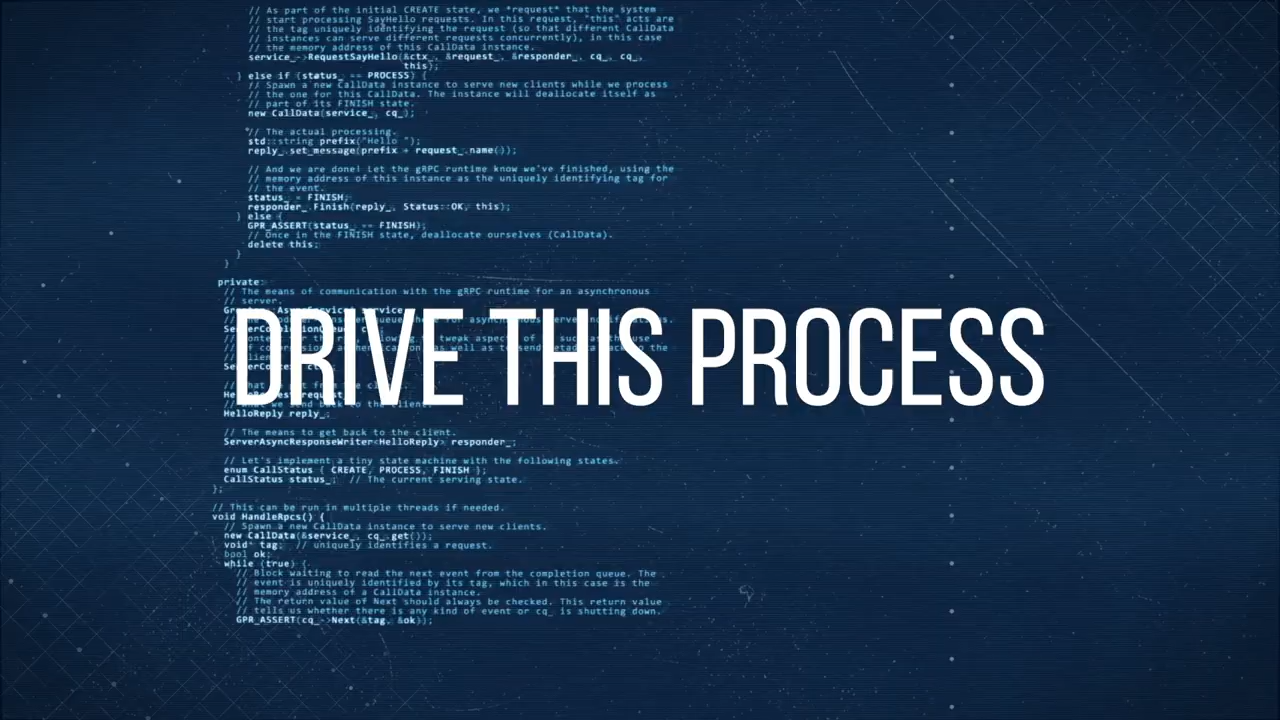 // As part of the initial CREATE state, we *request* that the system
// start processing SayHello requests. In this request, "this" acts are
// the tag uniquely identifying the request (so that different CallData
// instances can serve different requests concurrently), in this case
// the memory address of this CallData instance.
service_->RequestSayHello(&ctx_, &request_, &responder_, cq_, cq_,
this);
} else if (status_ == PROCESS) {
// Spawn a new CallData instance to serve new clients while we process
// the one for this CallData. The instance will deallocate itself as
// part of its FINISH state.
new CallData(service_, cq_);
// The actual processing.
std::string prefix("Hello ");
reply_.set_message(prefix + request_.name());
// And we are done! Let the gRPC runtime know we've finished, using the
// memory address of this instance as the uniquely identifying tag for
// the event.
status_ = FINISH;
responder_.Finish(reply_, Status::OK, this);
} else {
GPR_ASSERT(status_ == FINISH);
// Once in the FINISH state, deallocate ourselves (CallData).
delete this;
}
}
private:
// The means of communication with the gRPC runtime for an asynchronous
// server.
DRIVE THIS PROCESS
HelloReply reply_;
// The means to get back to the client.
ServerAsyncResponseWriter<HelloReply> responder_;
// Let's implement a tiny state machine with the following states.
enum CallStatus { CREATE, PROCESS, FINISH };
CallStatus status_; // The current serving state.
};
// This can be run in multiple threads if needed.
void HandleRpcs() {
// Spawn a new CallData instance to serve new clients.
new CallData(&service_, cq_.get());
void* tag; // uniquely identifies a request.
bool ok;
while (true) {
// Block waiting to read the next event from the completion queue. The
// event is uniquely identified by its tag, which in this case is the
// memory address of a CallData instance.
// The return value of Next should always be checked. This return value
// tells us whether there is any kind of event or cq_ is shutting down.
GPR_ASSERT(cq_->Next(&tag, &ok));